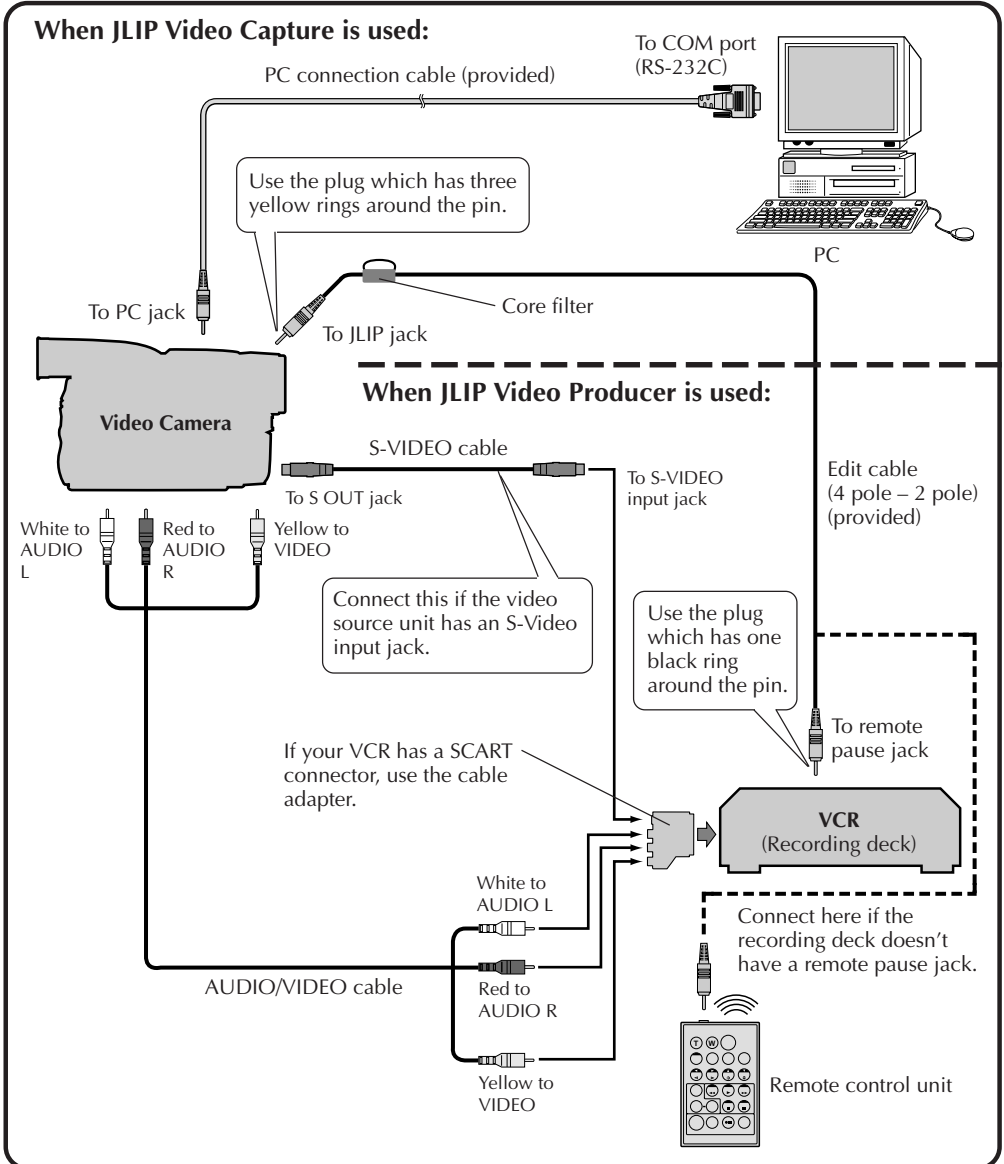 When JLIP Video Capture is used:
To COM port
(RS-232C)
PC connection cable (provided)
Use the plug which has three
yellow rings around the pin.
PC
To PC jack
To JLIP jack
Core filter
When JLIP Video Producer is used:
Video Camera
S-VIDEO cable
To S OUT jack
To S-VIDEO
input jack
Edit cable
(4 pole – 2 pole)
(provided)
White to
AUDIO
L
Red to
AUDIO
R
Yellow to
VIDEO
Connect this if the video
source unit has an S-Video
input jack.
Use the plug
which has one
black ring
around the pin.
To remote
pause jack
If your VCR has a SCART
connector, use the cable
adapter.
VCR
(Recording deck)
White to
AUDIO L
Connect here if the
recording deck doesn't
have a remote pause jack.
AUDIO/VIDEO cable
Red to
AUDIO R
Yellow to
VIDEO
T W
Remote control unit